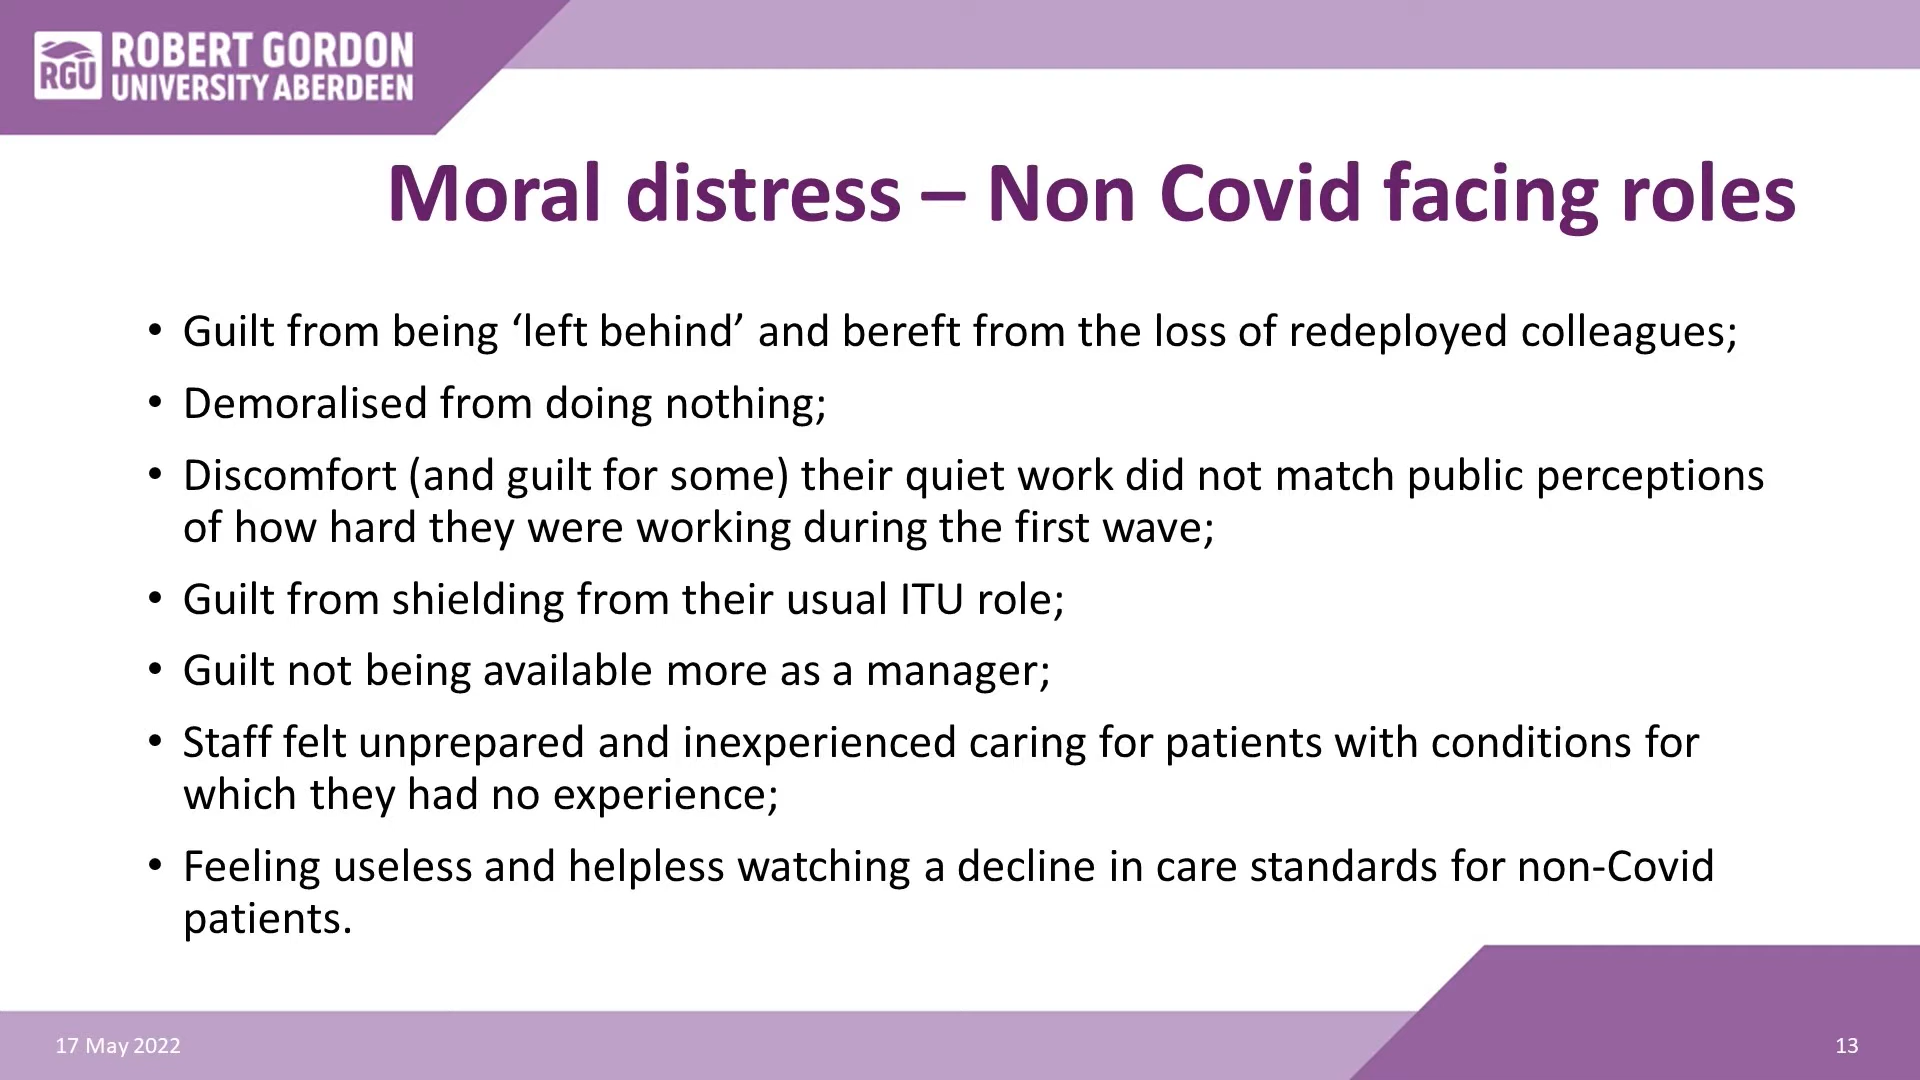 RGU
ROBERT GORDON
UNIVERSITY ABERDEEN
Moral distress – Non Covid facing roles
• Guilt from being ‘left behind’ and bereft from the loss of redeployed colleagues;
• Demoralised from doing nothing;
• Discomfort (and guilt for some) their quiet work did not match public perceptions
of how hard they were working during the first wave;
• Guilt from shielding from their usual ITU role;
• Guilt not being available more as a manager;
• Staff felt unprepared and inexperienced caring for patients with conditions for
which they had no experience;
• Feeling useless and helpless watching a decline in care standards for non-Covid
patients.
17 May 2022
13